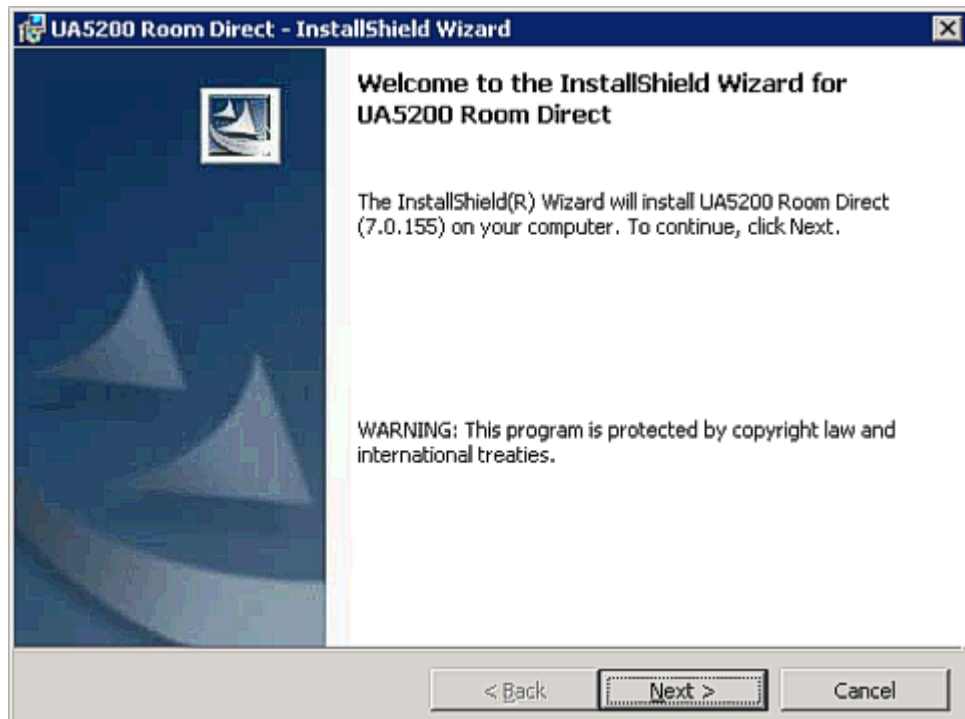 UA5200 Room Direct - InstallShield Wizard
Welcome to the InstallShield Wizard for
UA5200 Room Direct
The InstallShield(R) Wizard will install UA5200 Room Direct
(7.0.155) on your computer. To continue, click Next.
WARNING: This program is protected by copyright law and
international treaties.
< Back
Next >
Cancel